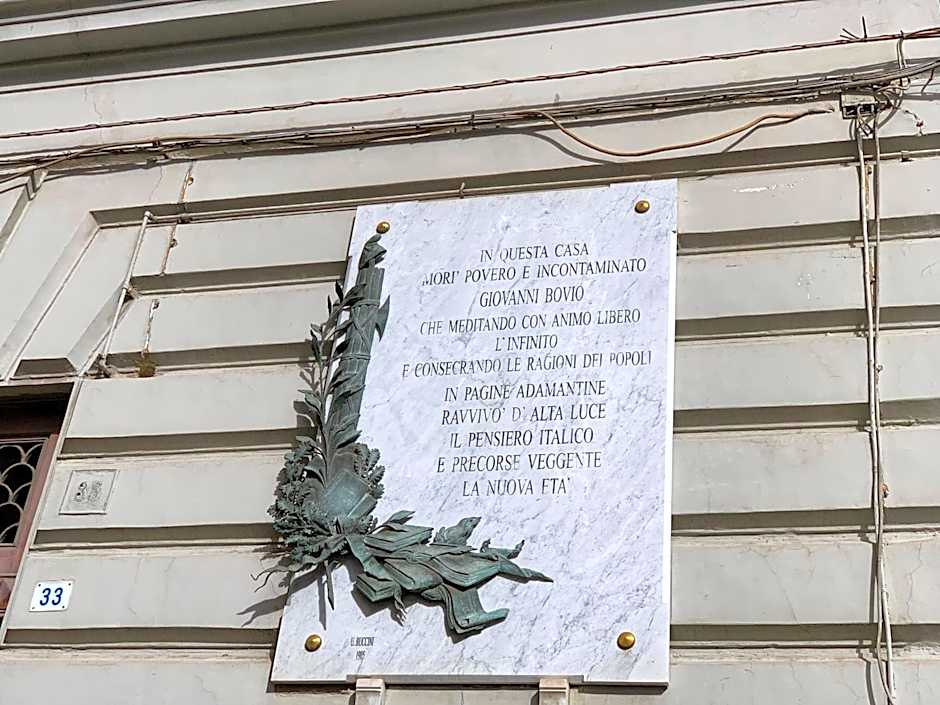 IN QUESTA CASA
MORI' POVERO E INCONTAMINATO
GIOVANNI BOVIO
CHE MEDITANDO CON ANIMO LIBERO
L'INFINITO
E CONSECRANDO LE RAGIONI DEI POPOLI
IN PAGINE ADAMANTINE
RAVVIVO' D'ALTA LUCE
IL PENSIERO ITALICO
E PRECORSE VEGGENTE
LA NUOVA ETA'
33
1905